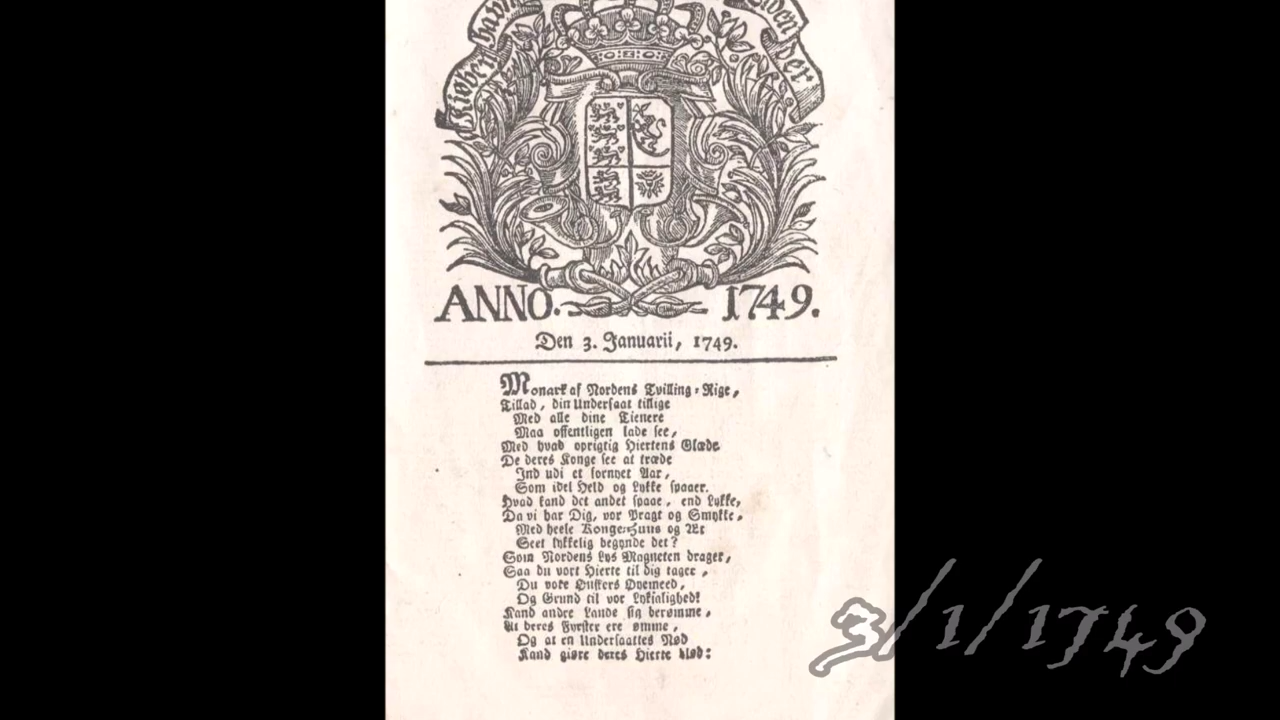 Kiøbenhavn
iden
der
ANNO. 1749.
Den 3. Januarii, 1749.
Monark af Nordens Tvilling-Rige,
Tillad, din Undersaat tillige
Med alle dine Tienere
Maa offentligen lade see,
Med hvad oprigtig Hiertens Glæde
De deres Konge see at træde
Ind udi et fornyet Aar,
Som idel Held og Lykke spaaer.
Hvad kand det andet spaae, end Lykke,
Da vi har Dig, vor Pragt og Smykke,
Med heele Konge-Huus og Æt
Seet lykkelig begynde det?
Som Nordens Lys Magneten drager,
Saa du vort Hierte til dig tager,
Du vore Ønskers Øyemeed,
Og Grund til vor Lyksalighed!
Kand andre Lande sig berømme,
At deres Fyrster ere ømme,
Og at en Undersaattes Nød
Kand giøre deres Hierte blød:
3/1/1749